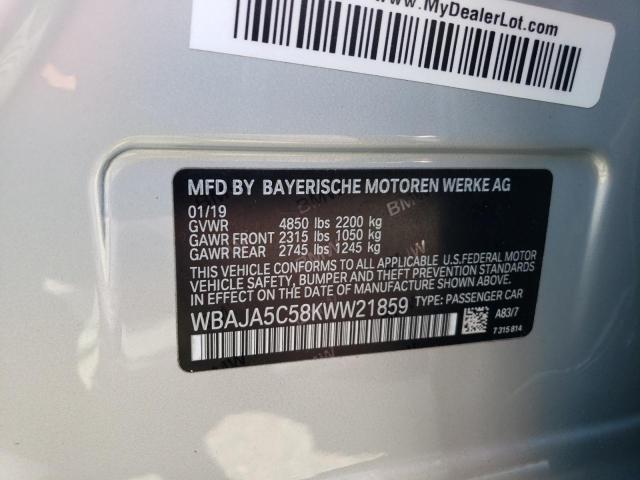 www.MyDealerLot.com
MFD BY BAYERISCHE MOTOREN WERKE AG
01/19
GVWR 4850 lbs 2200 kg
GAWR FRONT 2315 lbs 1050 kg
GAWR REAR 2745 lbs 1245 kg
THIS VEHICLE CONFORMS TO ALL APPLICABLE U.S.FEDERAL MOTOR
VEHICLE SAFETY, BUMPER AND THEFT PREVENTION STANDARDS
IN EFFECT ON THE DATE OF MANUFACTURE SHOWN ABOVE.
WBAJA5C58KWW21859 TYPE: PASSENGER CAR
A83/7
7 315 814